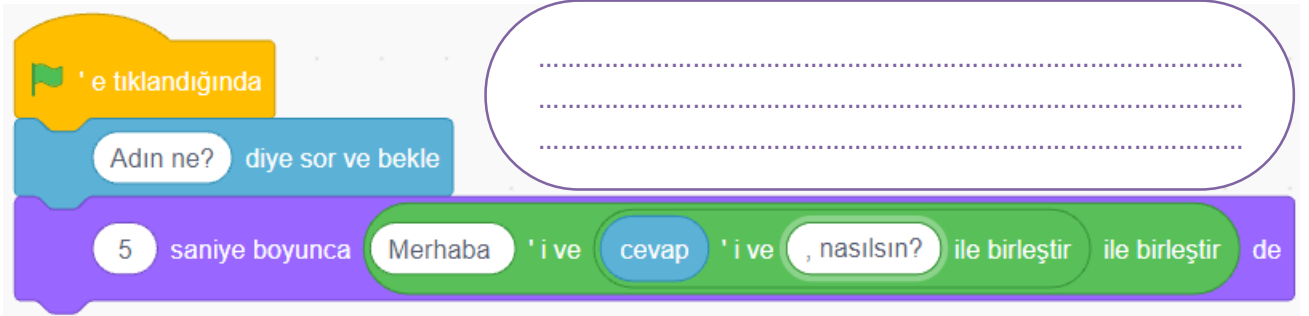 ' e tıklandığında
Adın ne? diye sor ve bekle
5 saniye boyunca Merhaba ' i ve cevap ' i ve , nasılsın? ile birleştir ile birleştir de